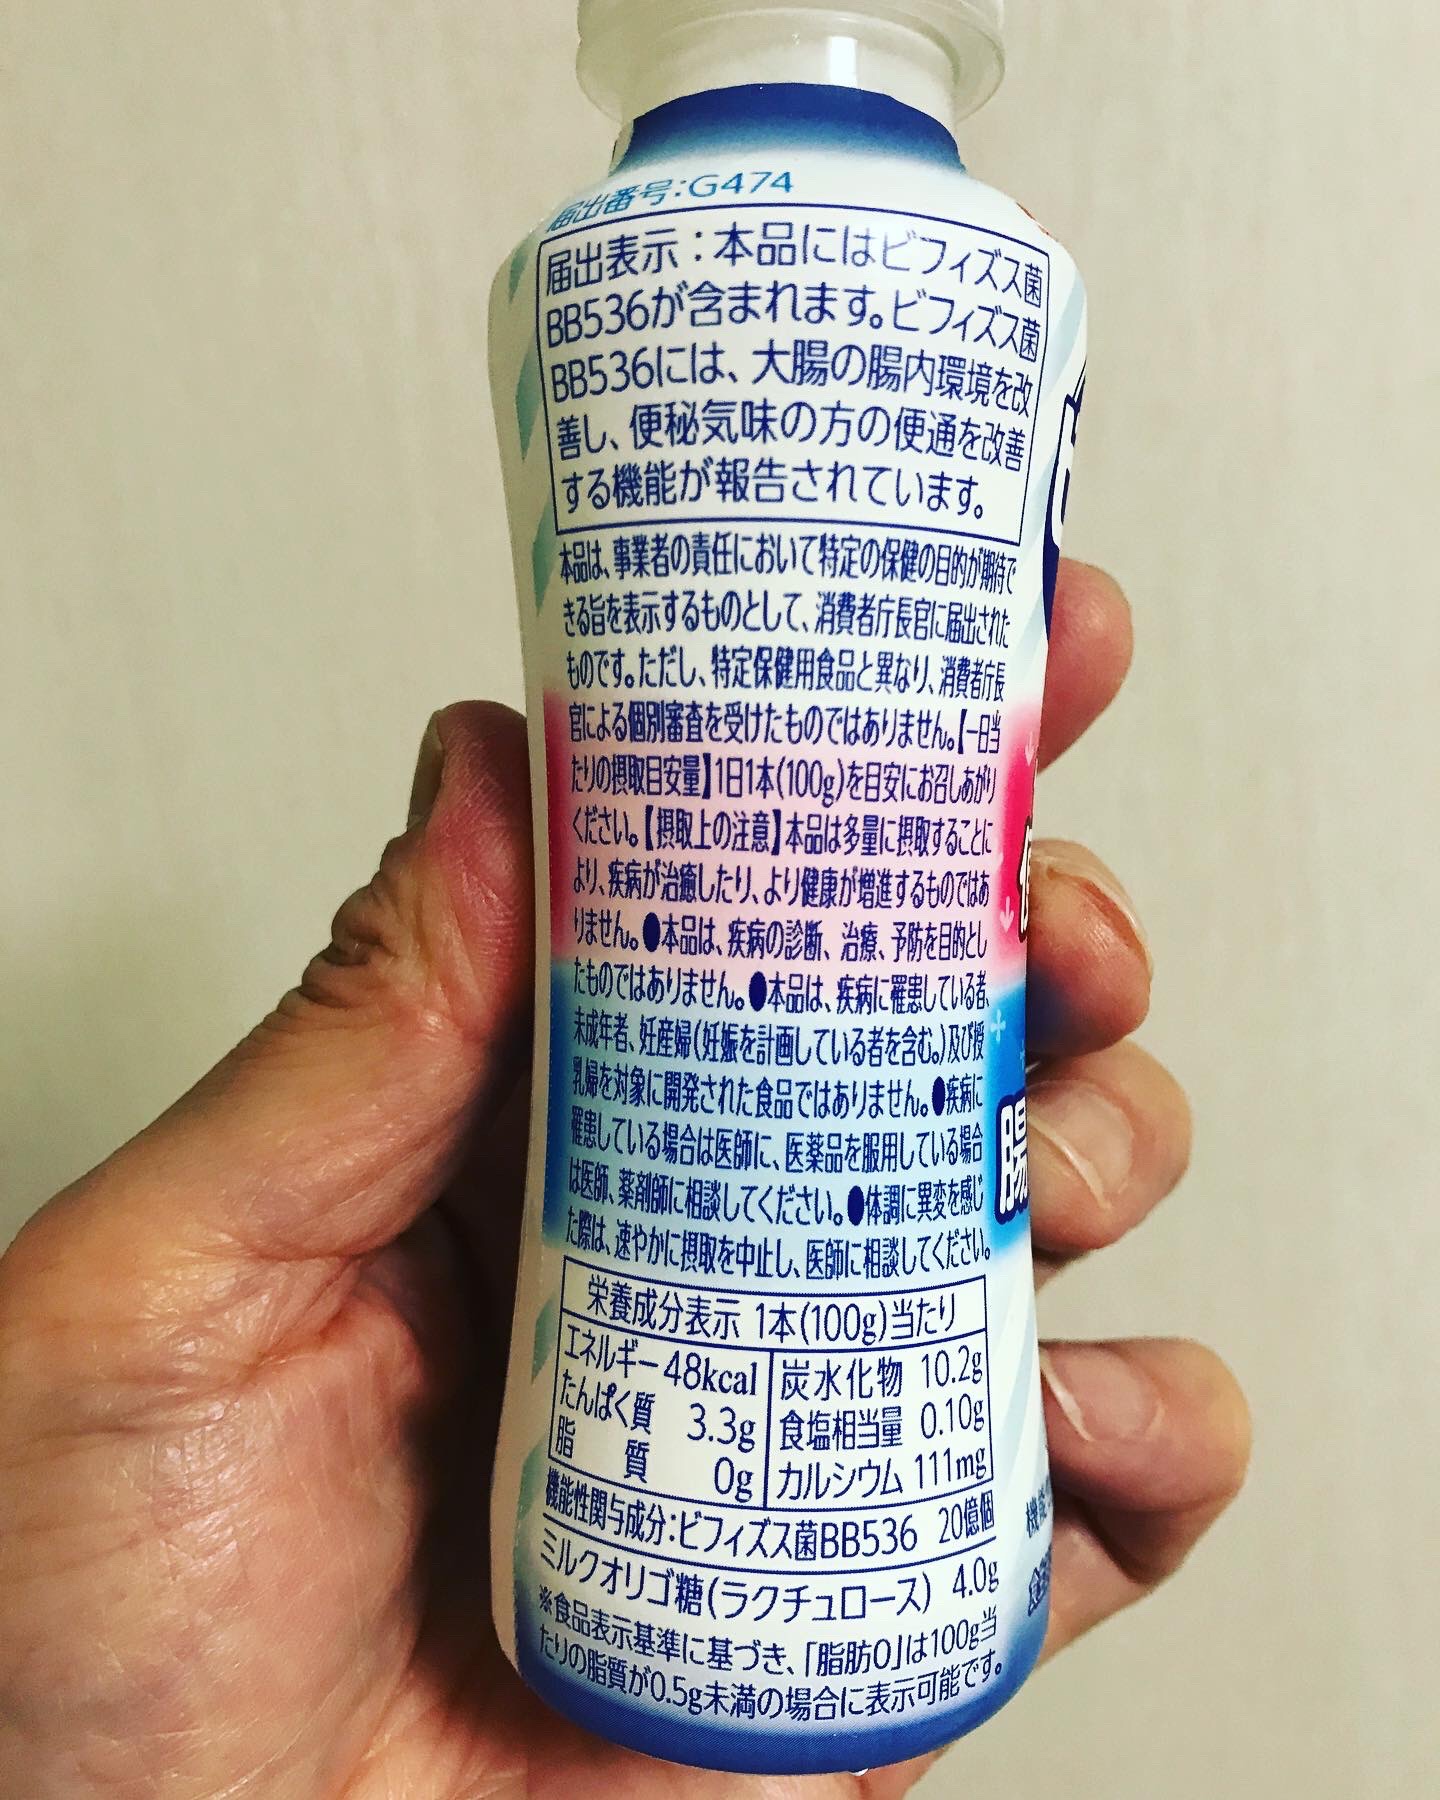 届出番号:G474
届出表示：本品にはビフィズス菌
BB536が含まれます。ビフィズス菌
BB536には、大腸の腸内環境を改
善し、便秘気味の方の便通を改善
する機能が報告されています。
本品は、事業者の責任において特定の保健の目的が期待で
きる旨を表示するものとして、消費者庁長官に届出された
ものです。ただし、特定保健用食品と異なり、消費者庁長
官による個別審査を受けたものではありません。【一日当
たりの摂取目安量】1日1本(100g)を目安にお召しあがり
ください。【摂取上の注意】本品は多量に摂取することに
より、疾病が治癒したり、より健康が増進するものではあ
りません。●本品は、疾病の診断、治療、予防を目的とし
たものではありません。●本品は、疾病に罹患している者、
未成年者、妊産婦(妊娠を計画している者を含む。)及び授
乳婦を対象に開発された食品ではありません。●疾病に
罹患している場合は医師に、医薬品を服用している場合
は医師、薬剤師に相談してください。●体調に異変を感じ
た際は、速やかに摂取を中止し、医師に相談してください。
栄養成分表示 1本(100g)当たり
エネルギー 48kcal
たんぱく質 3.3g
脂質 0g
炭水化物 10.2g
食塩相当量 0.10g
カルシウム 111mg
機能性関与成分:ビフィズス菌BB536 20億個
ミルクオリゴ糖(ラクチュロース) 4.0g
※食品表示基準に基づき、「脂肪0」は100g当
たりの脂質が0.5g未満の場合に表示可能です。
腸
機能